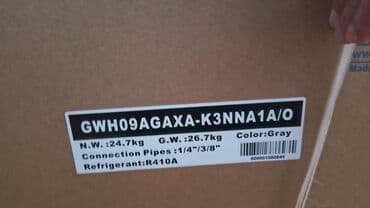 GWH09AGAXA-K3NNA1A/O
N.W.:24.7kg G.W.:26.7kg Color:Gray
Connection Pipes:1/4"/3/8"
Refrigerant:R410A